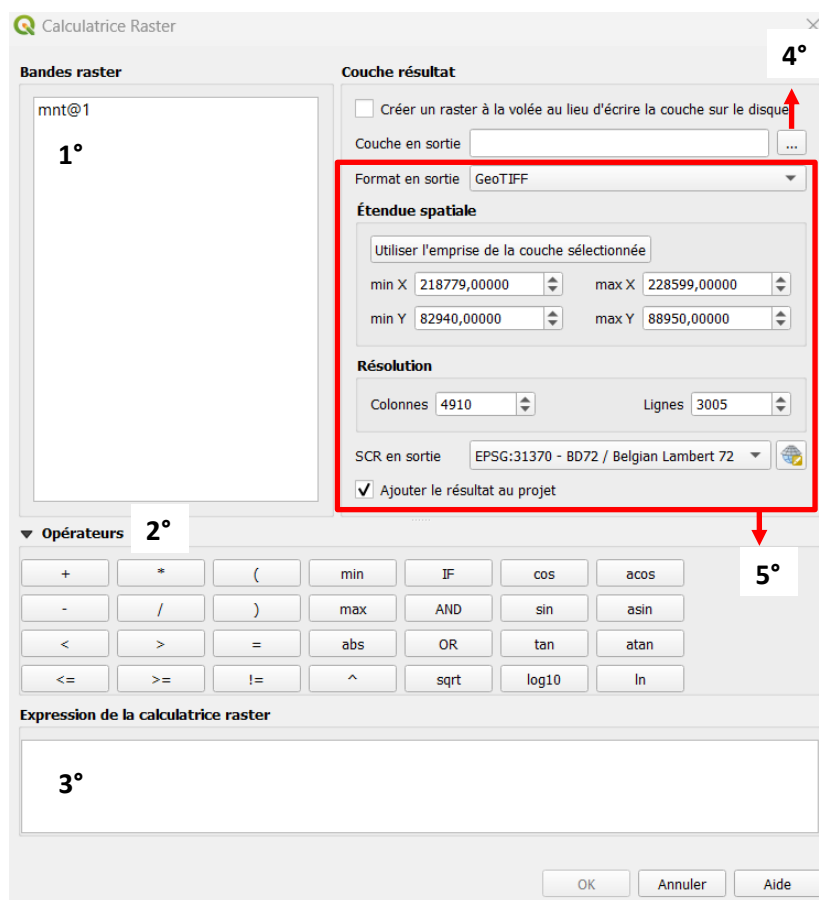 Calculatrice Raster
4°
Bandes raster
Couche résultat
mnt@1
1°
Créer un raster à la volée au lieu d'écrire la couche sur le disque
Couche en sortie
...
Format en sortie GeoTIFF
Étendue spatiale
Utiliser l'emprise de la couche sélectionnée
min X 218779,00000 max X 228599,00000
min Y 82940,00000 max Y 88950,00000
Résolution
Colonnes 4910 Lignes 3005
SCR en sortie EPSG:31370 - BD72 / Belgian Lambert 72
Ajouter le résultat au projet
Opérateurs 2°
5°
+ * ( min IF cos acos
- / ) max AND sin asin
< > = abs OR tan atan
<= >= != ^ sqrt log10 ln
Expression de la calculatrice raster
3°
OK Annuler Aide